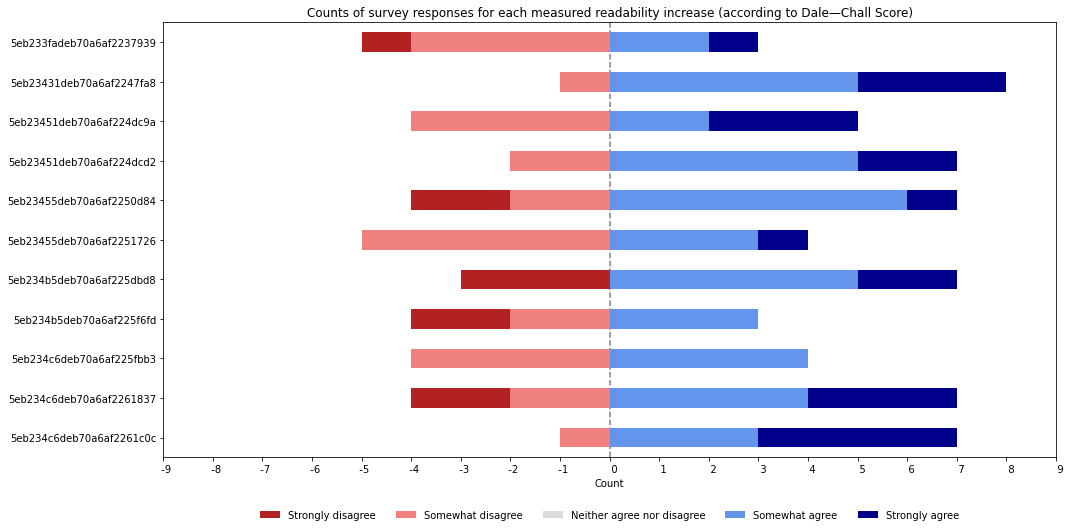 Counts of survey responses for each measured readability increase (according to Dale—Chall Score)
5eb233fadeb70a6af2237939
5eb23431deb70a6af2247fa8
5eb23451deb70a6af224dc9a
5eb23451deb70a6af224dcd2
5eb23455deb70a6af2250d84
5eb23455deb70a6af2251726
5eb234b5deb70a6af225dbd8
5eb234b5deb70a6af225f6fd
5eb234c6deb70a6af225fbb3
5eb234c6deb70a6af2261837
5eb234c6deb70a6af2261c0c
-9 -8 -7 -6 -5 -4 -3 -2 -1 0 1 2 3 4 5 6 7 8 9
Count
Strongly disagree Somewhat disagree Neither agree nor disagree Somewhat agree Strongly agree